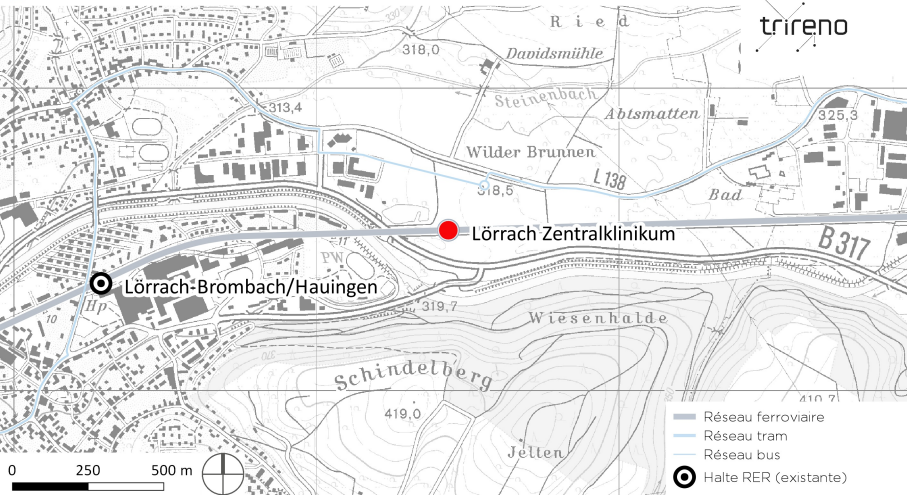 Ried
trireno
318,0
Davidsmühle
Steinenbach
313,4
Abtsmatten
325,3
Wilder Brunnen
L 138
318,5
Bad
Lörrach Zentralklinikum
B 317
PW
Lörrach-Brombach/Hauingen
Hp
10
319,7
Wiesenhalde
Schindelberg
419,0
410,7
Jelten
Réseau ferroviaire
Réseau tram
Réseau bus
Halte RER (existante)
0 250 500 m